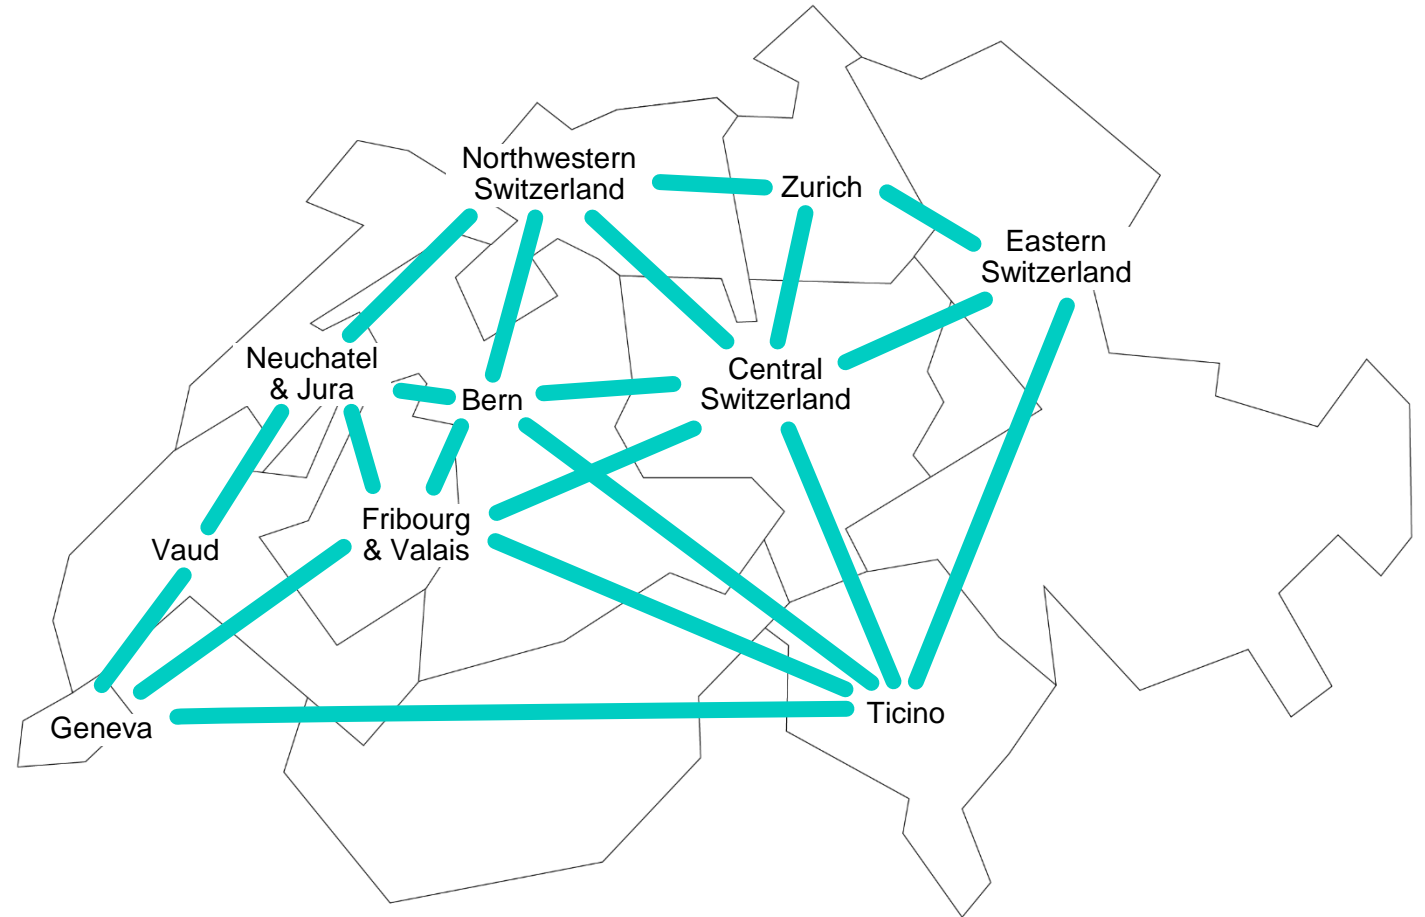 Northwestern
Switzerland
Zurich
Eastern
Switzerland
Neuchatel
& Jura
Bern
Central
Switzerland
Fribourg
& Valais
Vaud
Geneva
Ticino